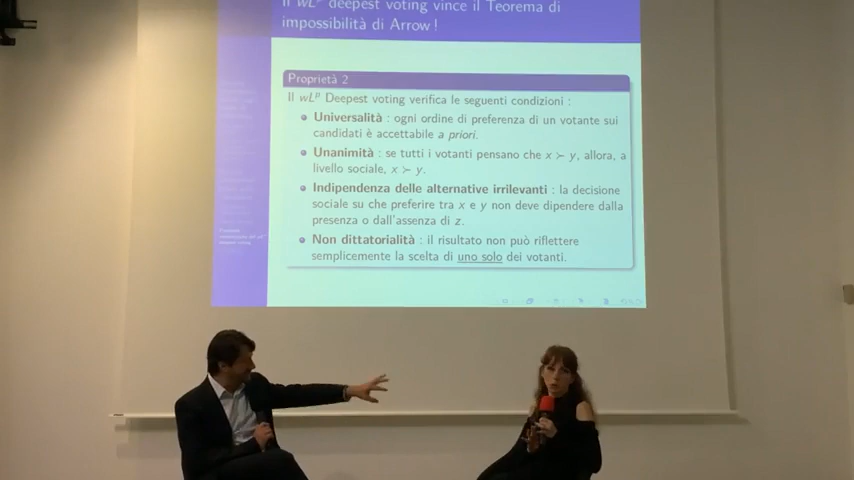 Il wLᵖ deepest voting vince il Teorema di
impossibilità di Arrow !
Proprietà 2
Il wLᵖ Deepest voting verifica le seguenti condizioni :
Universalità : ogni ordine di preferenza di un votante sui
candidati è accettabile a priori.
Unanimità : se tutti i votanti pensano che x ≻ y, allora, a
livello sociale, x ≻ y.
Indipendenza delle alternative irrilevanti : la decisione
sociale su che preferire tra x e y non deve dipendere dalla
presenza o dall'assenza di z.
Non dittatorialità : il risultato non può riflettere
semplicemente la scelta di uno solo dei votanti.